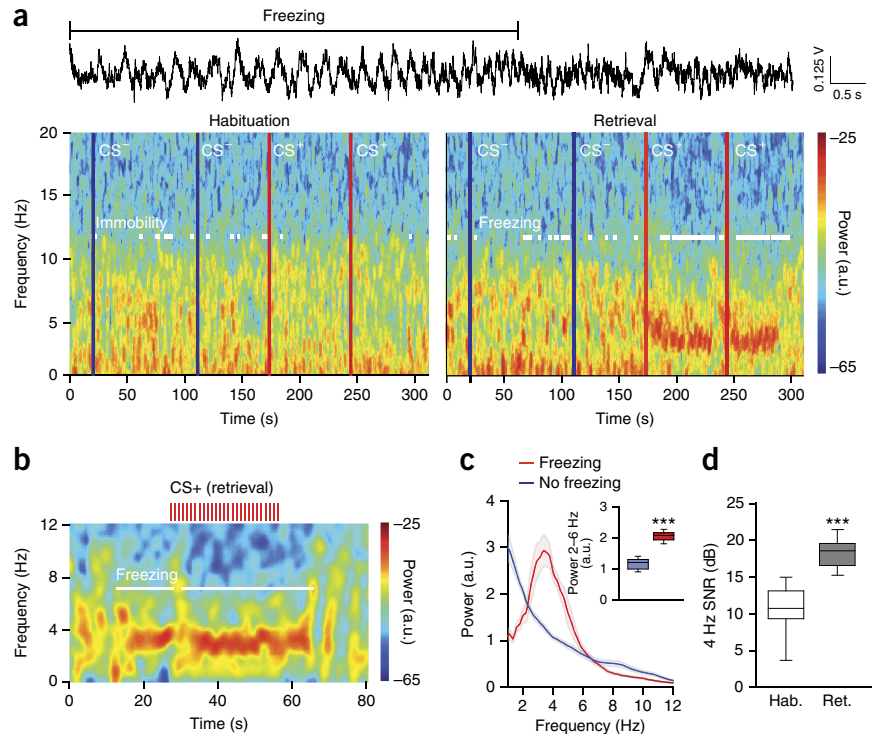 a
Freezing
0.125 V
0.5 s
Habituation
Retrieval
Frequency (Hz)
20
15
10
5
0
CS⁻
CS⁻
CS⁺
CS⁺
Immobility
0 50 100 150 200 250 300
Time (s)
CS⁻
CS⁻
CS⁺
CS⁺
Freezing
0 50 100 150 200 250 300
Time (s)
–25
Power (a.u.)
–65
b
CS+ (retrieval)
Frequency (Hz)
12
8
4
0
Freezing
0 20 40 60 80
Time (s)
–25
Power (a.u.)
–65
c
Freezing
No freezing
Power (a.u.)
4
3
2
1
0
2 4 6 8 10 12
Frequency (Hz)
Power 2–6 Hz
(a.u.)
3
2
1
0
***
d
4 Hz SNR (dB)
25
20
15
10
5
0
***
Hab. Ret.